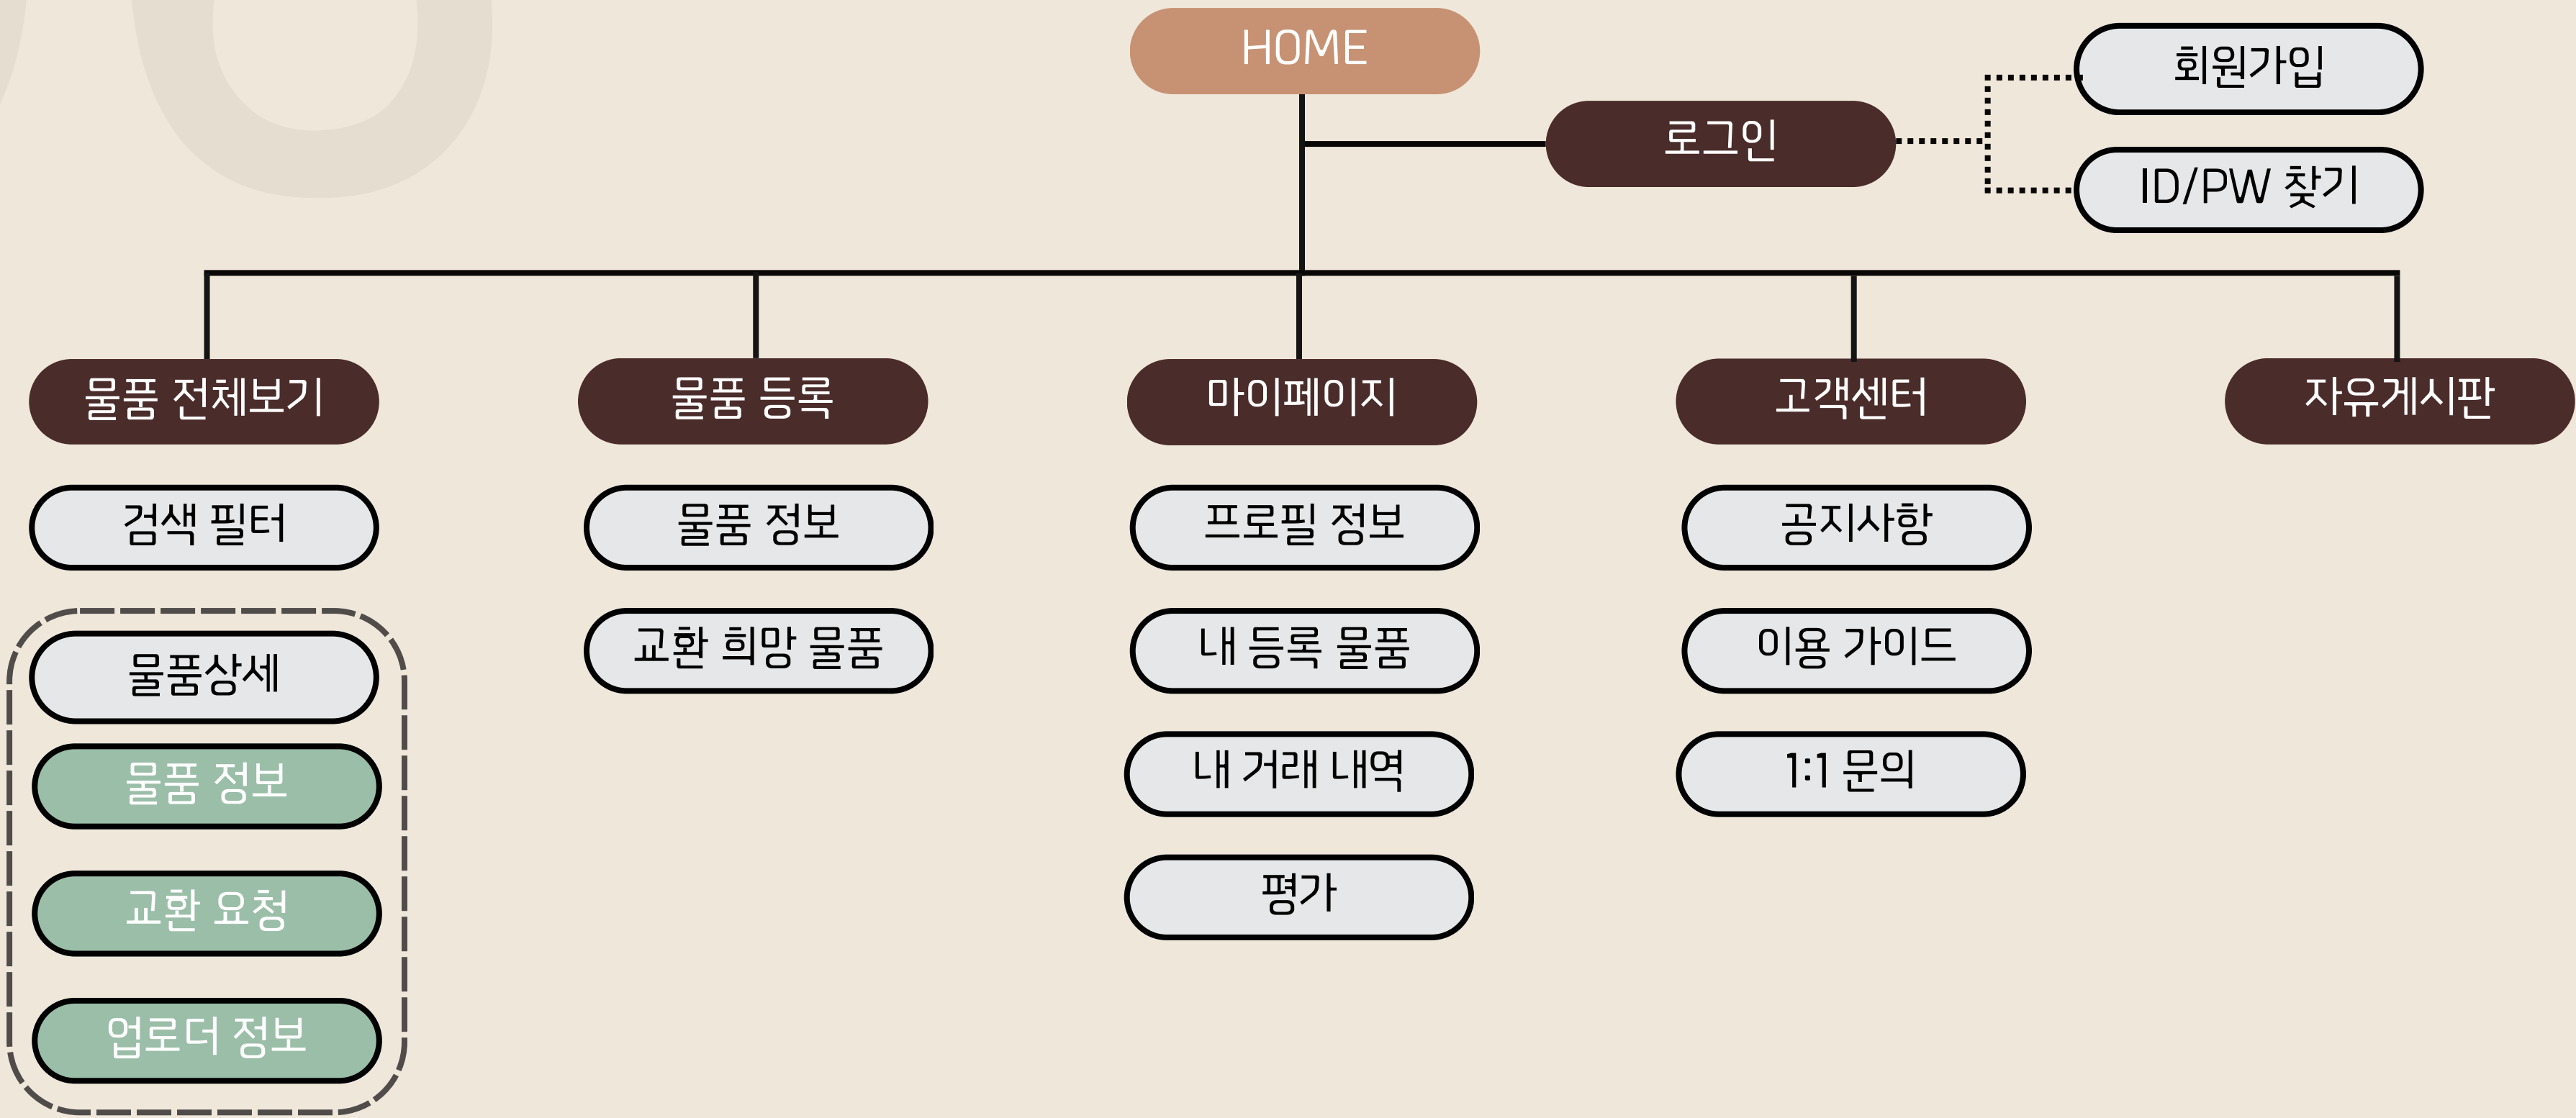 HOME
로그인
회원가입
ID/PW 찾기
물품 전체보기
검색 필터
물품상세
물품 정보
교환 요청
업로더 정보
물품 등록
물품 정보
교환 희망 물품
마이페이지
프로필 정보
내 등록 물품
내 거래 내역
평가
고객센터
공지사항
이용 가이드
1:1 문의
자유게시판